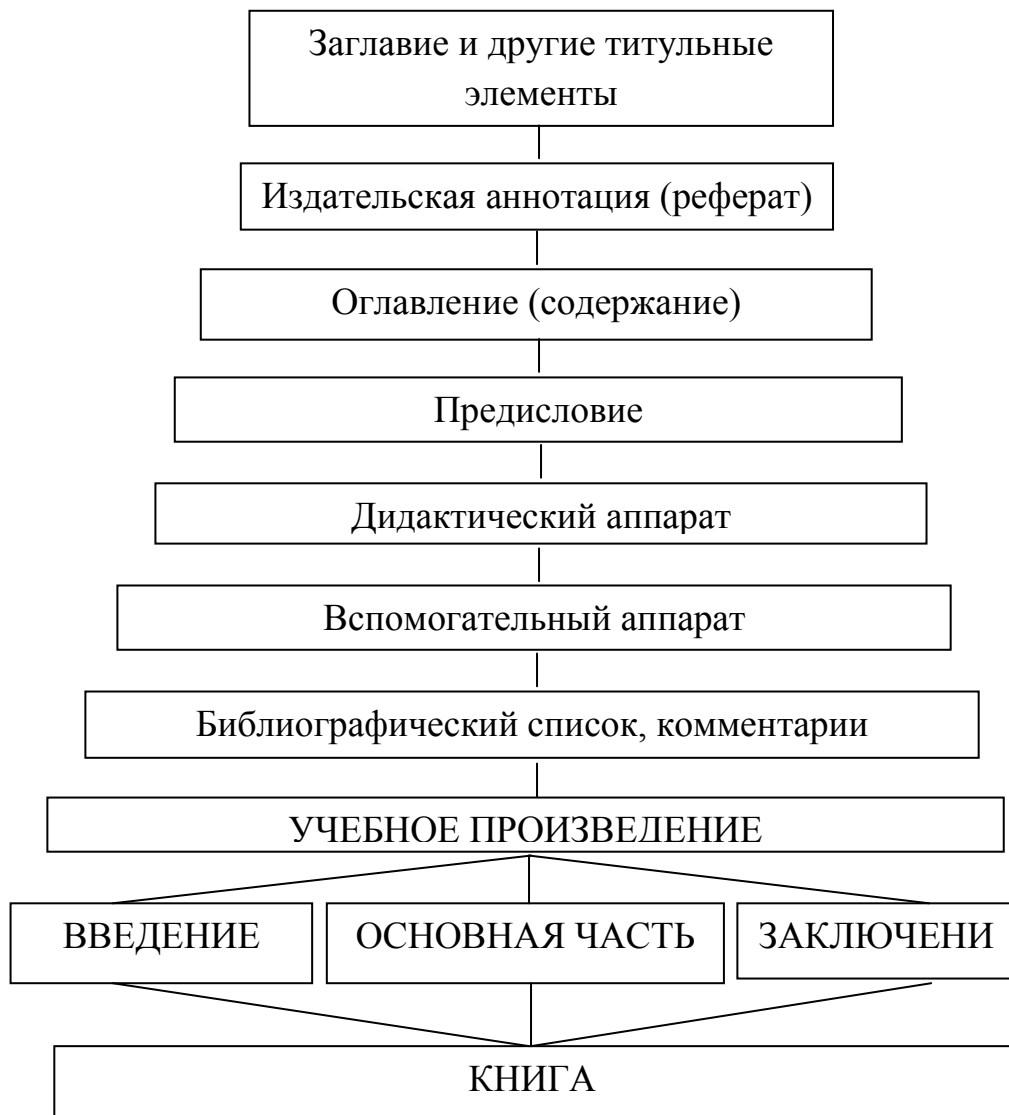 Заглавие и другие титульные
элементы
Издательская аннотация (реферат)
Оглавление (содержание)
Предисловие
Дидактический аппарат
Вспомогательный аппарат
Библиографический список, комментарии
УЧЕБНОЕ ПРОИЗВЕДЕНИЕ
ВВЕДЕНИЕ ОСНОВНАЯ ЧАСТЬ ЗАКЛЮЧЕНИ
КНИГА